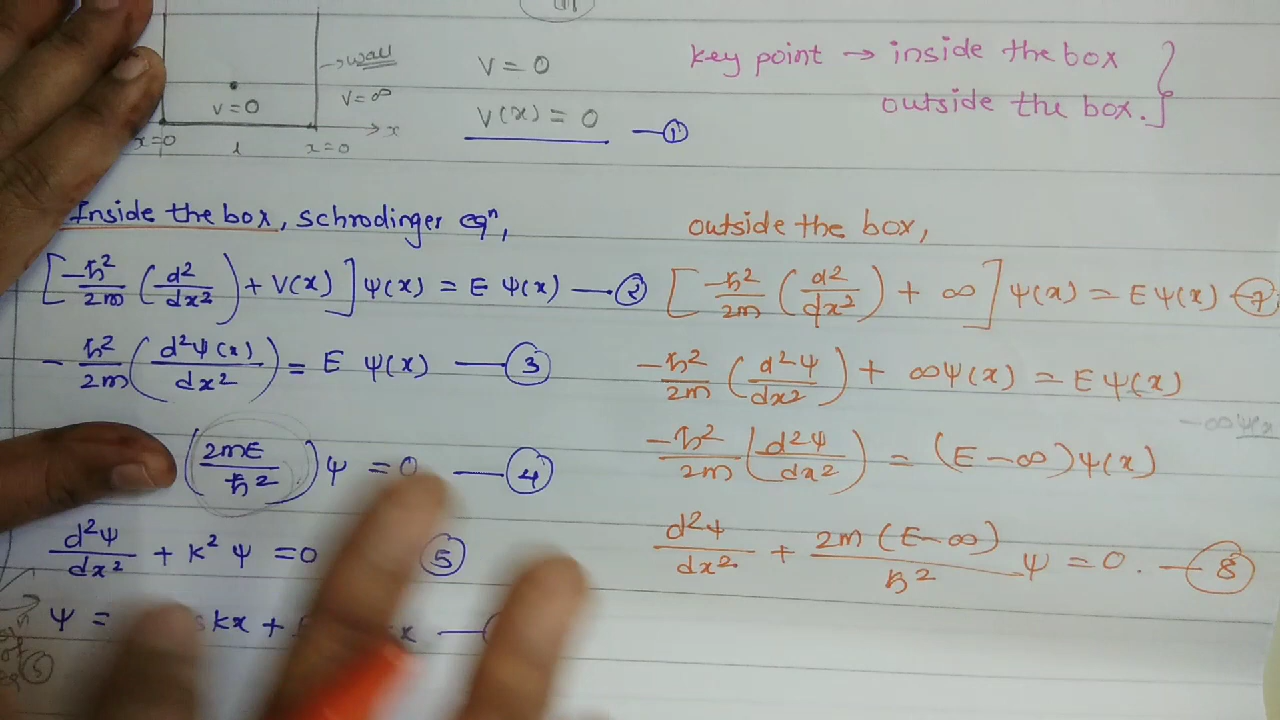 →wall
V=∞
V=0
→x
x=0 l x=0
V=0
V(x)=0 —①
key point → inside the box
outside the box. }
Inside the box, schrodinger eqⁿ,
[-ħ²/2m (d²/dx²) + V(x)] ψ(x) = E ψ(x) —②
-ħ²/2m (d²ψ(x)/dx²) = E ψ(x) —③
(2mE/ħ²) ψ = 0 —④
d²ψ/dx² + k² ψ = 0 ⑤
ψ = kx +
outside the box,
[-ħ²/2m (d²/dx²) + ∞] ψ(x) = Eψ(x) —⑦
-ħ²/2m (d²ψ/dx²) + ∞ψ(x) = Eψ(x)
-ħ²/2m (d²ψ/dx²) = (E-∞)ψ(x)
d²ψ/dx² + 2m(E-∞)/ħ² ψ = 0. —⑧